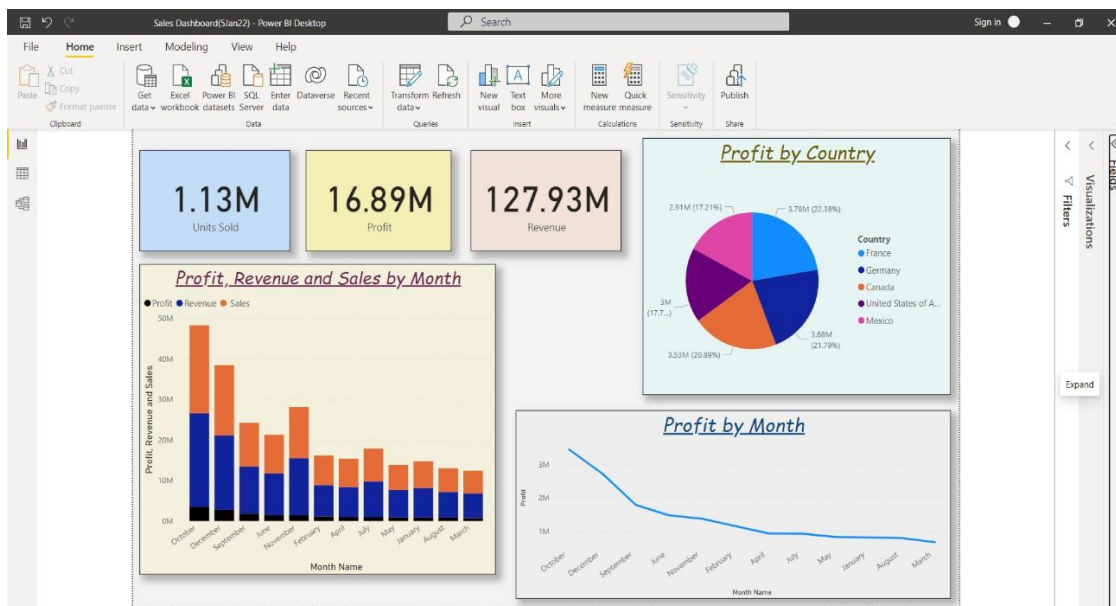 Sales Dashboard(5Jan22) - Power BI Desktop
Search
Sign in
File Home Insert Modeling View Help
Paste
Cut
Copy
Format painter
Clipboard
Get data
Excel workbook
Power BI datasets
SQL Server
Enter data
Dataverse
Recent sources
Data
Transform data
Refresh
Queries
New visual
Text box
More visuals
Insert
New measure
Quick measure
Calculations
Sensitivity
Sensitivity
Publish
Share
1.13M
Units Sold
16.89M
Profit
127.93M
Revenue
Profit by Country
2.91M (17.21%)
3.78M (22.38%)
3M
(17.7...)
3.53M (20.89%)
3.68M
(21.79%)
Country
France
Germany
Canada
United States of A...
Mexico
Profit, Revenue and Sales by Month
Profit Revenue Sales
50M
40M
30M
20M
10M
0M
Profit, Revenue and Sales
October December September June November February April July May January August March
Month Name
Profit by Month
3M
2M
1M
Profit
October December September June November February April July May January August March
Month Name
Filters
Visualizations
Fields
Expand